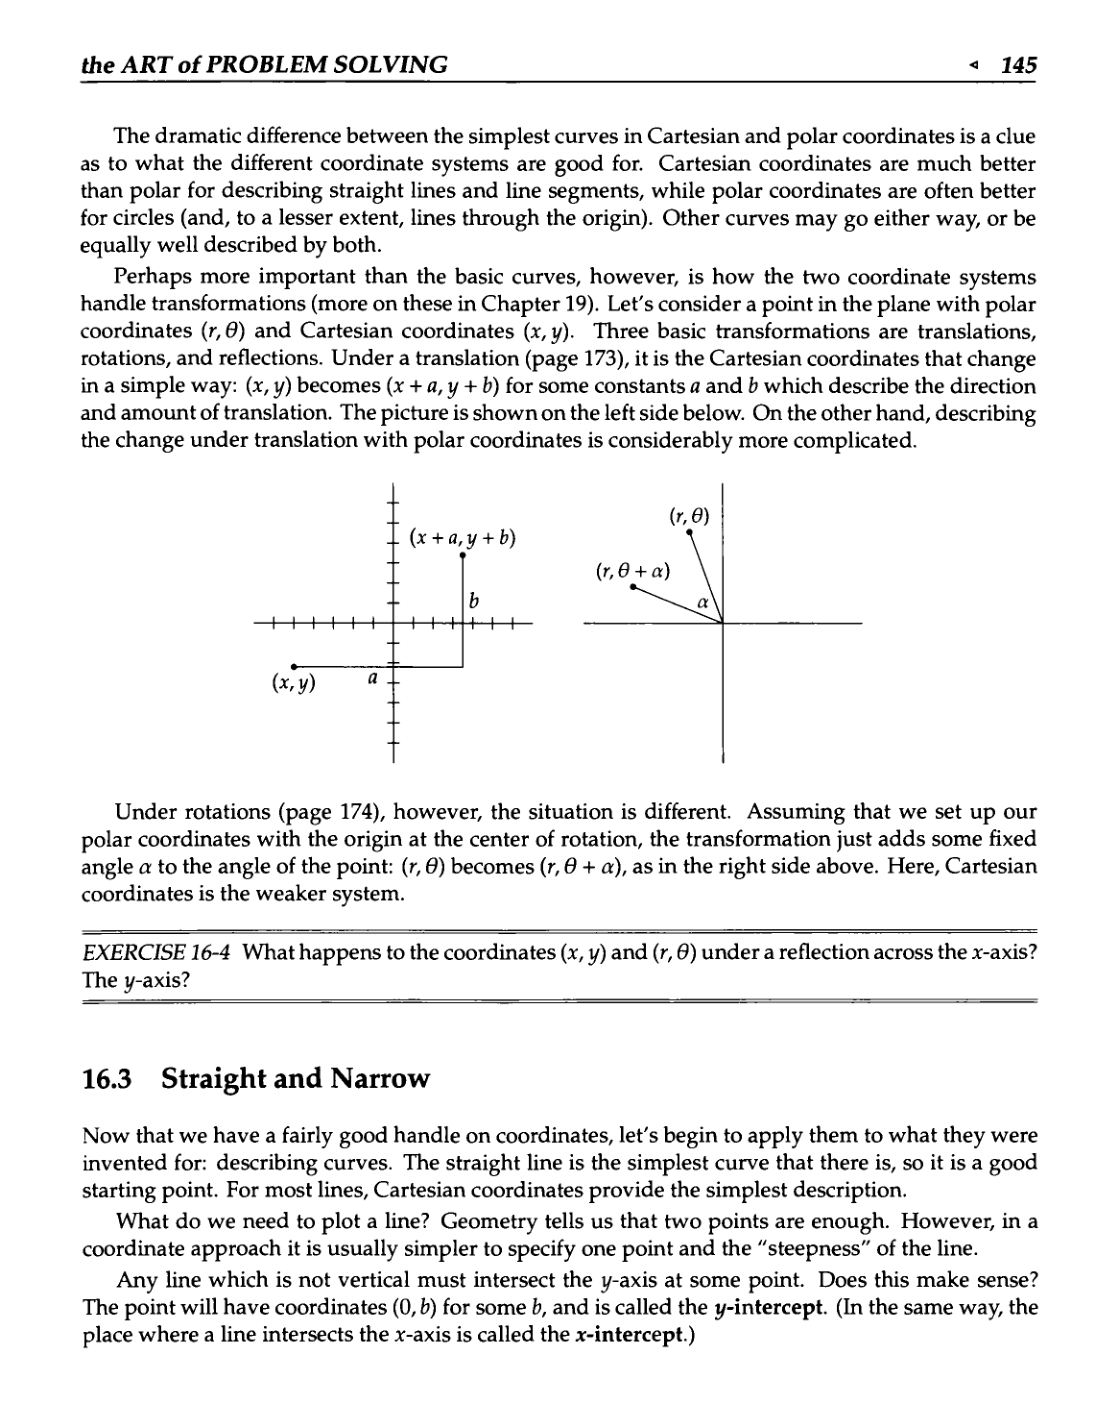 the ART of PROBLEM SOLVING ◃ 145
The dramatic difference between the simplest curves in Cartesian and polar coordinates is a clue
as to what the different coordinate systems are good for. Cartesian coordinates are much better
than polar for describing straight lines and line segments, while polar coordinates are often better
for circles (and, to a lesser extent, lines through the origin). Other curves may go either way, or be
equally well described by both.
Perhaps more important than the basic curves, however, is how the two coordinate systems
handle transformations (more on these in Chapter 19). Let's consider a point in the plane with polar
coordinates (r, θ) and Cartesian coordinates (x, y). Three basic transformations are translations,
rotations, and reflections. Under a translation (page 173), it is the Cartesian coordinates that change
in a simple way: (x, y) becomes (x + a, y + b) for some constants a and b which describe the direction
and amount of translation. The picture is shown on the left side below. On the other hand, describing
the change under translation with polar coordinates is considerably more complicated.
(x + a, y + b)
b
(x, y)
a
(r, θ)
(r, θ + α)
α
Under rotations (page 174), however, the situation is different. Assuming that we set up our
polar coordinates with the origin at the center of rotation, the transformation just adds some fixed
angle α to the angle of the point: (r, θ) becomes (r, θ + α), as in the right side above. Here, Cartesian
coordinates is the weaker system.
EXERCISE 16-4 What happens to the coordinates (x, y) and (r, θ) under a reflection across the x-axis?
The y-axis?
16.3 Straight and Narrow
Now that we have a fairly good handle on coordinates, let's begin to apply them to what they were
invented for: describing curves. The straight line is the simplest curve that there is, so it is a good
starting point. For most lines, Cartesian coordinates provide the simplest description.
What do we need to plot a line? Geometry tells us that two points are enough. However, in a
coordinate approach it is usually simpler to specify one point and the "steepness" of the line.
Any line which is not vertical must intersect the y-axis at some point. Does this make sense?
The point will have coordinates (0, b) for some b, and is called the y-intercept. (In the same way, the
place where a line intersects the x-axis is called the x-intercept.)